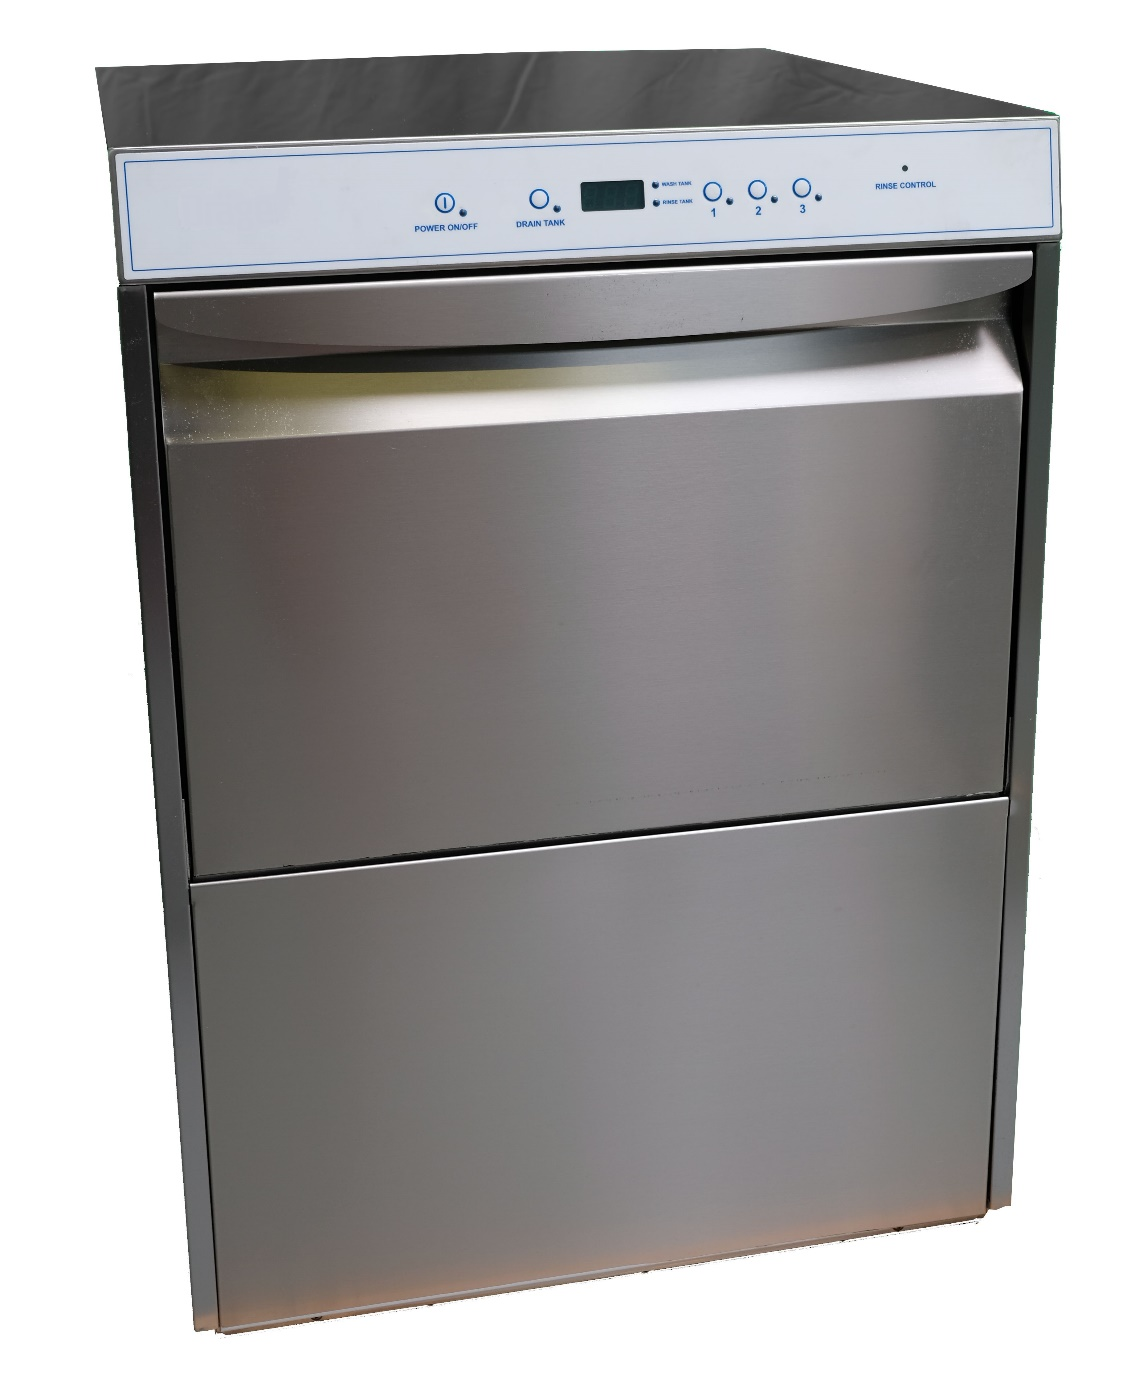 POWER ON/OFF
DRAIN TANK
WASH TANK
RINSE TANK
1
2
3
RINSE CONTROL